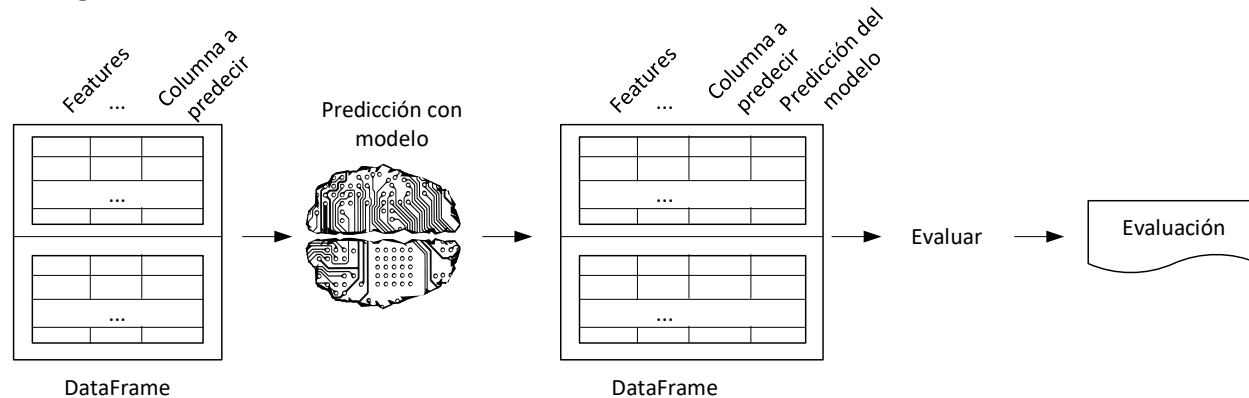 Features
...
Columna a
predecir
...
...
DataFrame
Predicción con
modelo
Features
...
Columna a
predecir
Predicción del
modelo
...
...
DataFrame
Evaluar
Evaluación